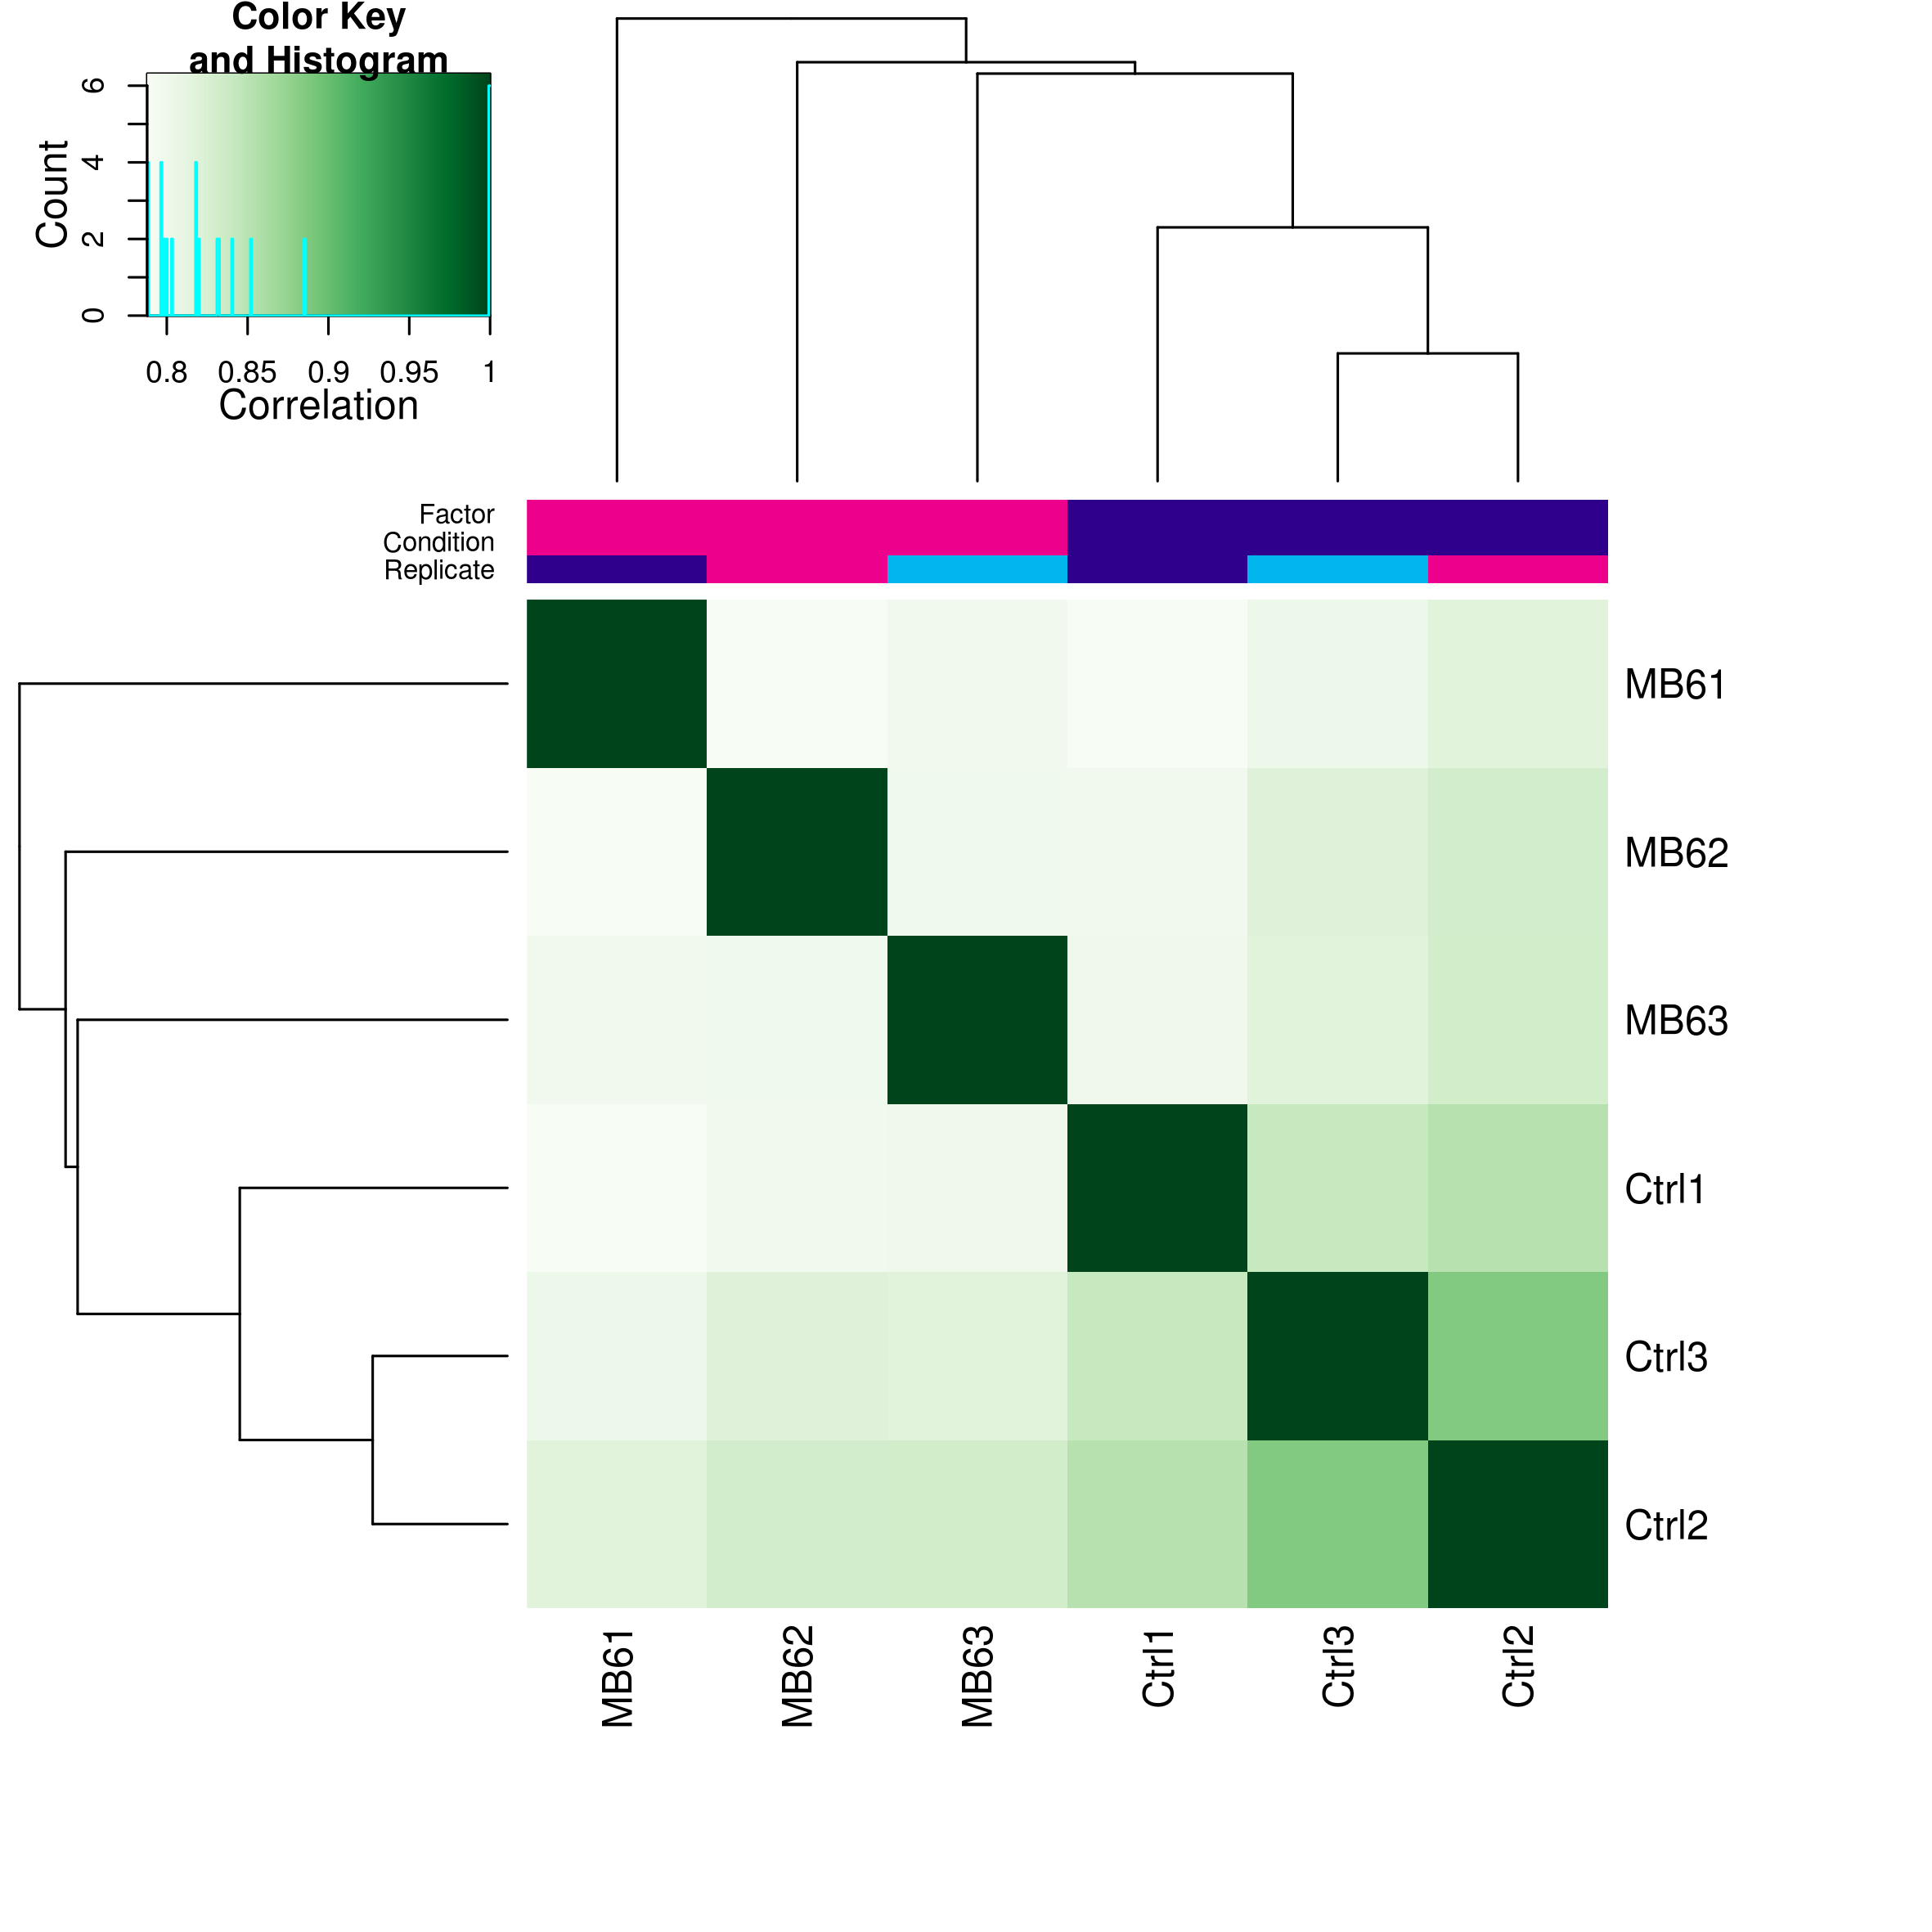 Color Key
and Histogram
Count
0
2
4
6
0.8 0.85 0.9 0.95 1
Correlation
Factor
Condition
Replicate
MB61
MB62
MB63
Ctrl1
Ctrl3
Ctrl2
MB61
MB62
MB63
Ctrl1
Ctrl3
Ctrl2